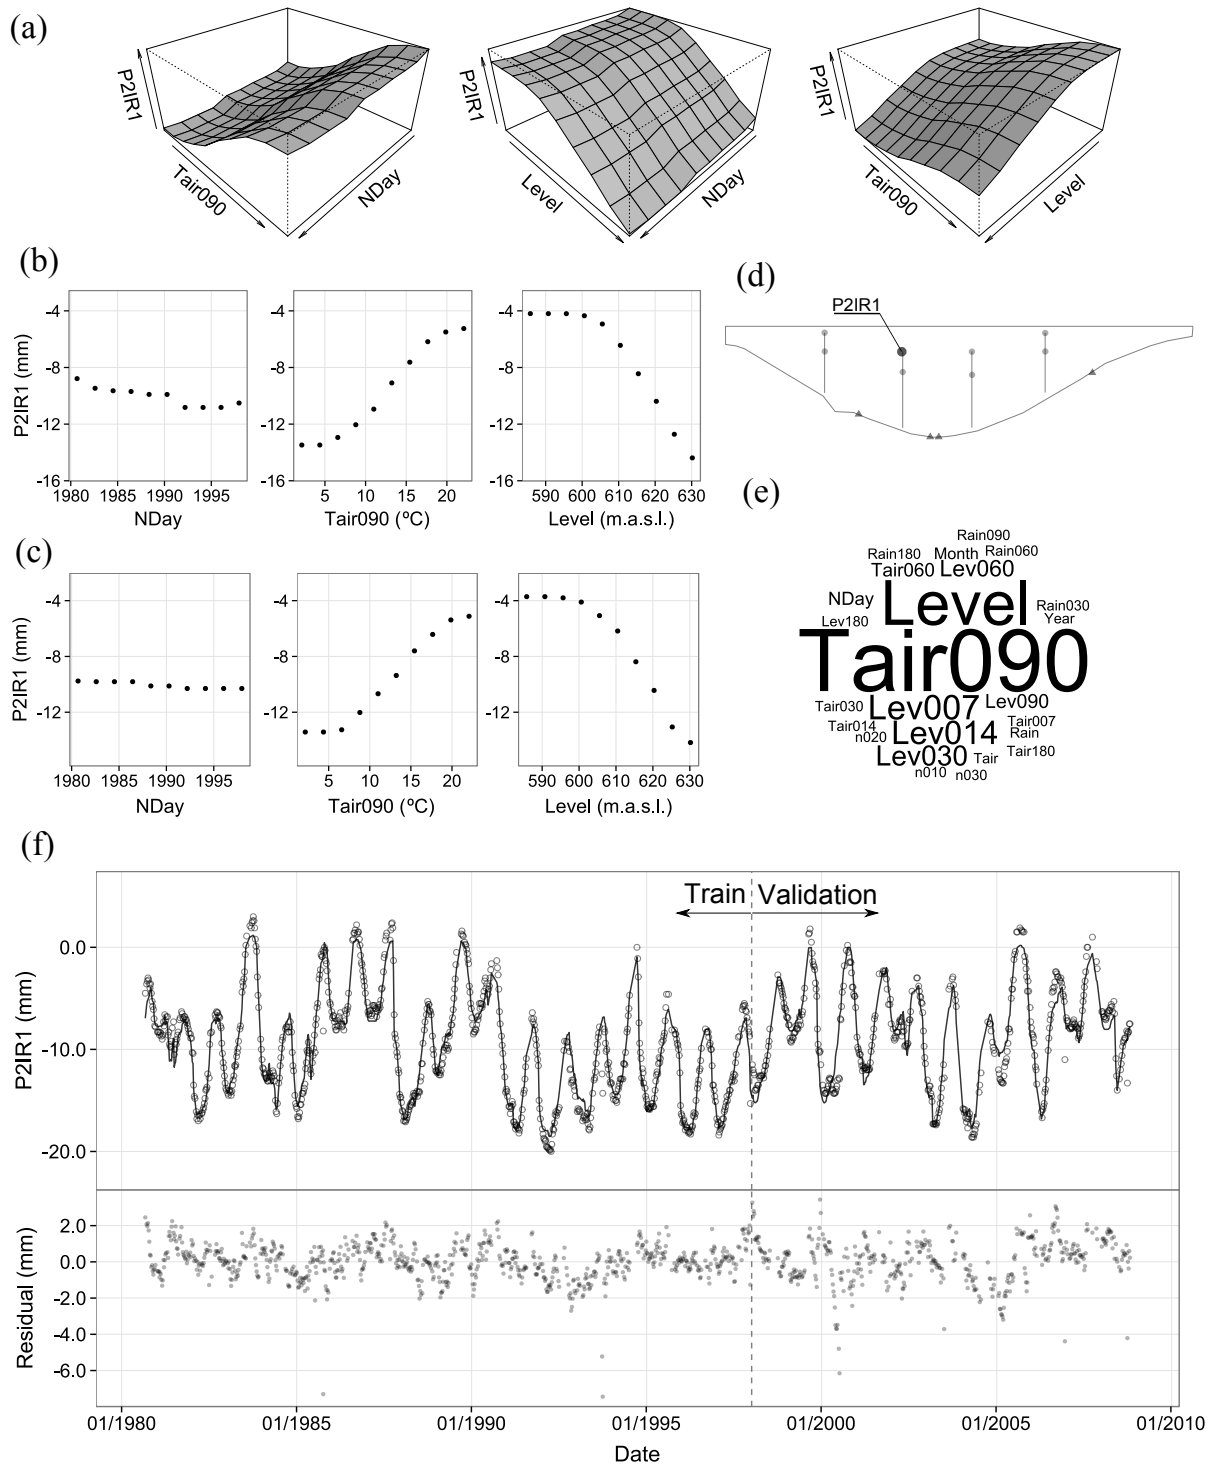 (a)
P2IR1
Tair090
NDay
P2IR1
Level
NDay
P2IR1
Tair090
Level
(b)
P2IR1 (mm)
-4
-8
-12
-16
1980 1985 1990 1995
NDay
-4
-8
-12
-16
5 10 15 20
Tair090 (ºC)
-4
-8
-12
-16
590 600 610 620 630
Level (m.a.s.l.)
(c)
P2IR1 (mm)
-4
-8
-12
1980 1985 1990 1995
NDay
-4
-8
-12
5 10 15 20
Tair090 (ºC)
-4
-8
-12
590 600 610 620 630
Level (m.a.s.l.)
(d)
P2IR1
(e)
Rain090
Rain180 Month Rain060
Tair060 Lev060
NDay Level Rain030
Lev180 Year
Tair090
Tair030 Lev007 Lev090
Tair014 Tair007
n020 Lev014 Rain
Lev030 Tair Tair180
n010 n030
(f)
Train Validation
P2IR1 (mm)
0.0
-10.0
-20.0
Residual (mm)
2.0
0.0
-2.0
-4.0
-6.0
01/1980 01/1985 01/1990 01/1995 01/2000 01/2005 01/2010
Date